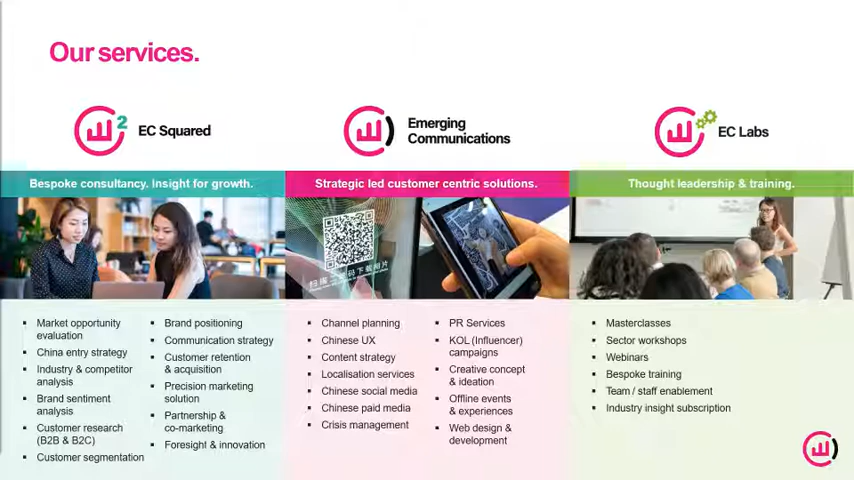 Our services.
2
EC Squared
Emerging
Communications
EC Labs
Bespoke consultancy. Insight for growth.
Strategic led customer centric solutions.
Thought leadership & training.
▪ Market opportunity
evaluation
▪ China entry strategy
▪ Industry & competitor
analysis
▪ Brand sentiment
analysis
▪ Customer research
(B2B & B2C)
▪ Customer segmentation
▪ Brand positioning
▪ Communication strategy
▪ Customer retention
& acquisition
▪ Precision marketing
solution
▪ Partnership &
co-marketing
▪ Foresight & innovation
▪ Channel planning
▪ Chinese UX
▪ Content strategy
▪ Localisation services
▪ Chinese social media
▪ Chinese paid media
▪ Crisis management
▪ PR Services
▪ KOL (Influencer)
campaigns
▪ Creative concept
& ideation
▪ Offline events
& experiences
▪ Web design &
development
▪ Masterclasses
▪ Sector workshops
▪ Webinars
▪ Bespoke training
▪ Team / staff enablement
▪ Industry insight subscription